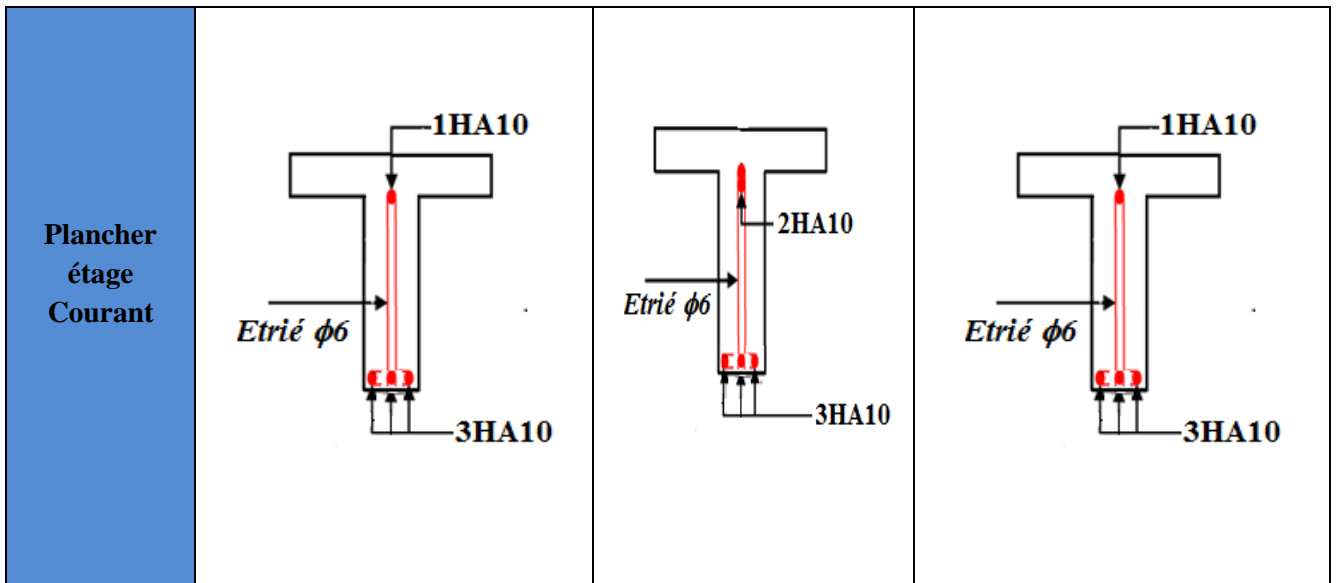 Plancher
étage
Courant
1HA10
Etrié ϕ6
3HA10
2HA10
Etrié ϕ6
3HA10
1HA10
Etrié ϕ6
3HA10